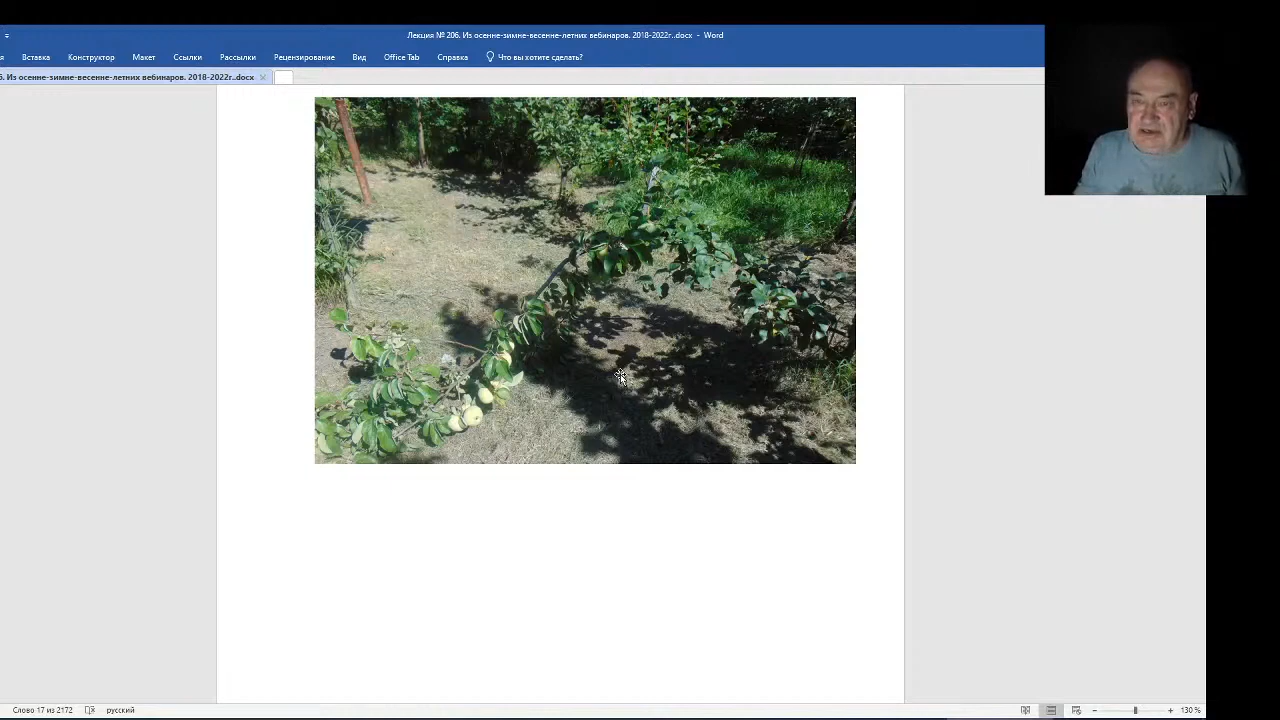 Лекция № 206. Из осенне-зимне-весенне-летних вебинаров. 2018-2022г..docx - Word
я Вставка Конструктор Макет Ссылки Рассылки Рецензирование Вид Office Tab Справка Что вы хотите сделать?
6. Из осенне-зимне-весенне-летних вебинаров. 2018-2022г..docx
Слово 17 из 2172 русский 130 %